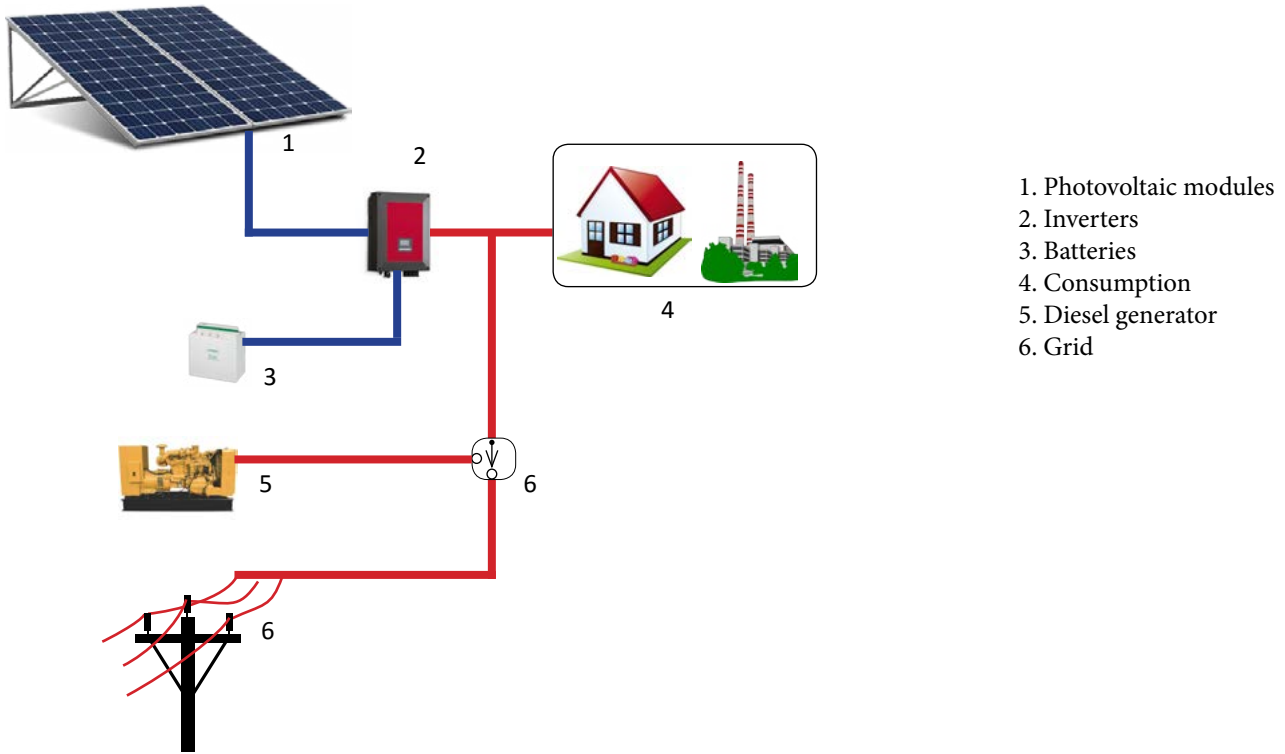 1
2
1. Photovoltaic modules
2. Inverters
3. Batteries
4. Consumption
5. Diesel generator
6. Grid
4
3
5
6
6